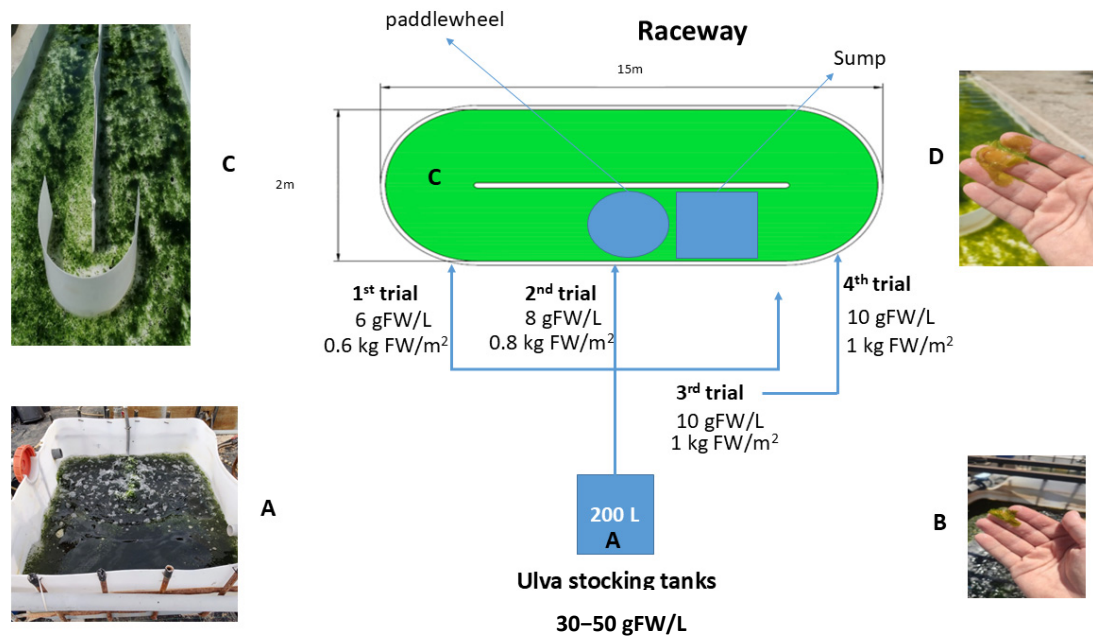 Raceway
paddlewheel
Sump
15m
2m
C
C
D
1st trial
6 gFW/L
0.6 kg FW/m²
2nd trial
8 gFW/L
0.8 kg FW/m²
4th trial
10 gFW/L
1 kg FW/m²
3rd trial
10 gFW/L
1 kg FW/m²
A
B
200 L
A
Ulva stocking tanks
30–50 gFW/L